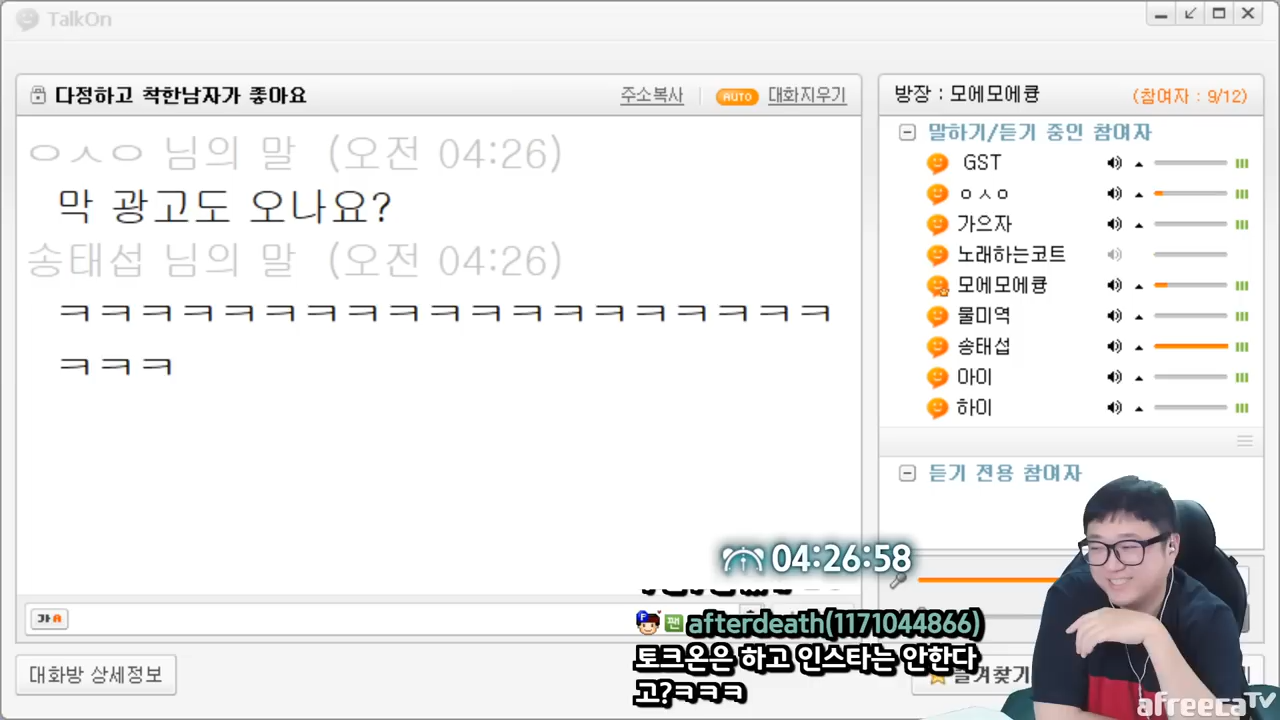 TalkOn
다정하고 착한남자가 좋아요
주소복사
AUTO 대화지우기
ㅇㅅㅇ 님의 말 (오전 04:26)
막 광고도 오나요?
송태섭 님의 말 (오전 04:26)
ㅋㅋㅋㅋㅋㅋㅋㅋㅋㅋㅋㅋㅋㅋㅋㅋㅋㅋㅋ
ㅋㅋㅋ
가
대화방 상세정보
방장 : 모에모에큥
(참여자 : 9/12)
말하기/듣기 중인 참여자
GST
ㅇㅅㅇ
가으자
노래하는코트
모에모에큥
물미역
송태섭
아이
하이
듣기 전용 참여자
04:26:58
팬 afterdeath(1171044866)
토크온은 하고 인스타는 안한다
고?ㅋㅋㅋ
즐겨찾기
afreecaTV